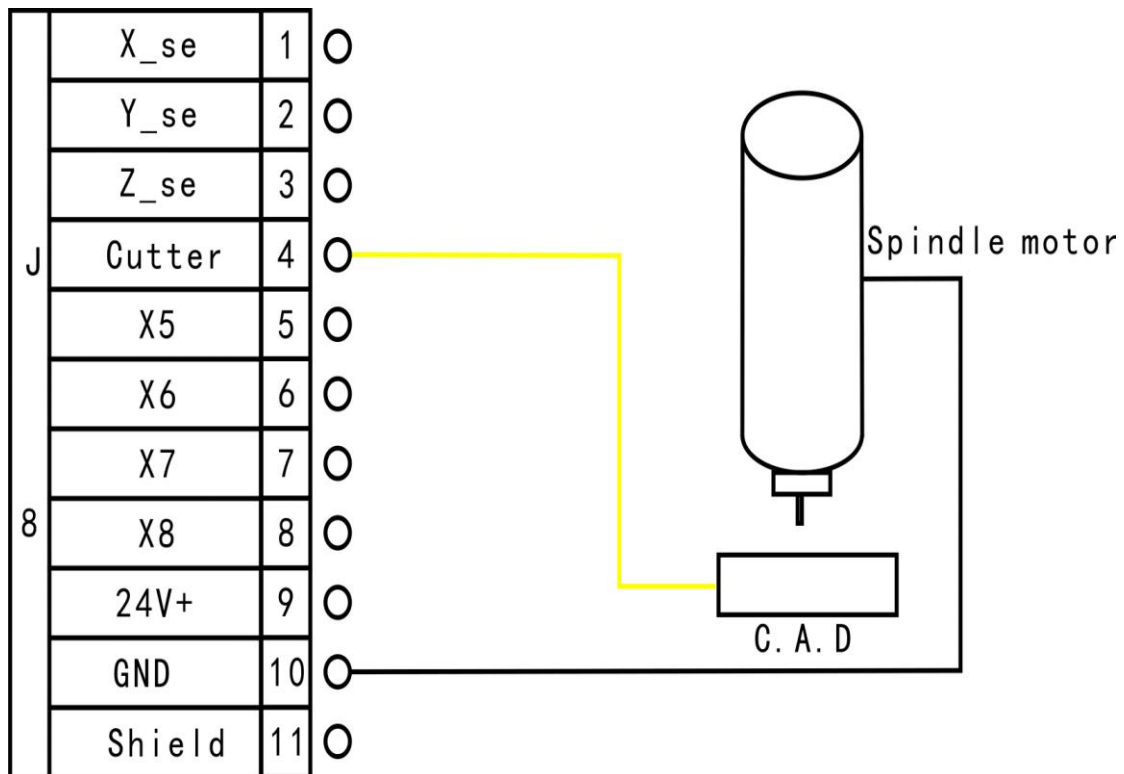 X_se 1
Y_se 2
Z_se 3
J Cutter 4
Spindle motor
X5 5
X6 6
X7 7
8 X8 8
24V+ 9
C.A.D
GND 10
Shield 11